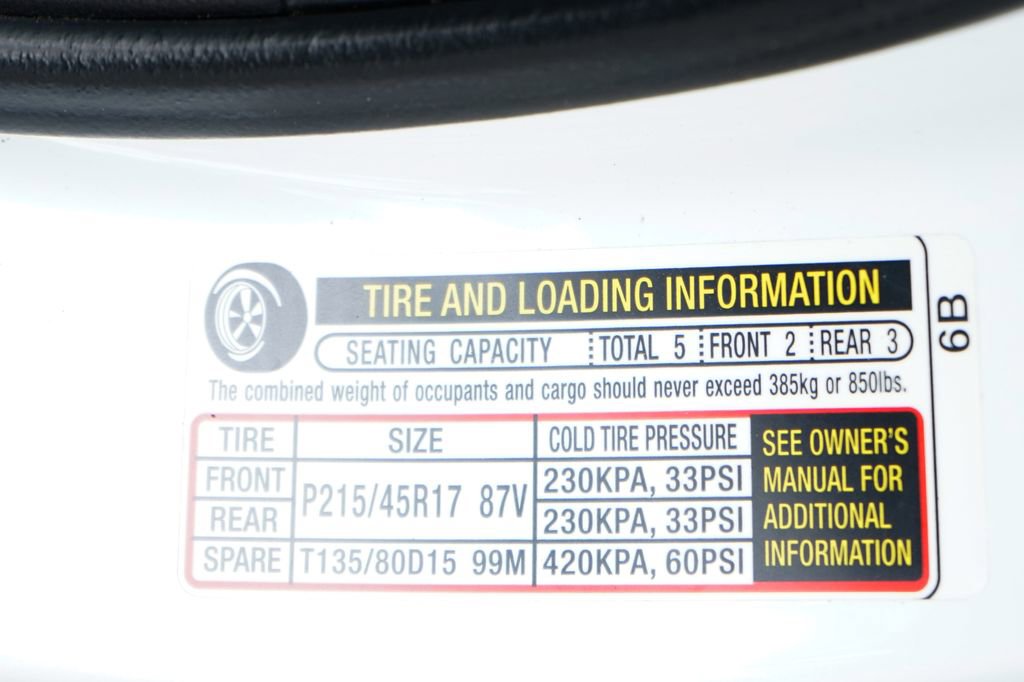 TIRE AND LOADING INFORMATION
SEATING CAPACITY TOTAL 5 FRONT 2 REAR 3
The combined weight of occupants and cargo should never exceed 385kg or 850lbs.
TIRE SIZE COLD TIRE PRESSURE
FRONT P215/45R17 87V 230KPA, 33PSI
REAR 230KPA, 33PSI
SPARE T135/80D15 99M 420KPA, 60PSI
SEE OWNER'S
MANUAL FOR
ADDITIONAL
INFORMATION
6B